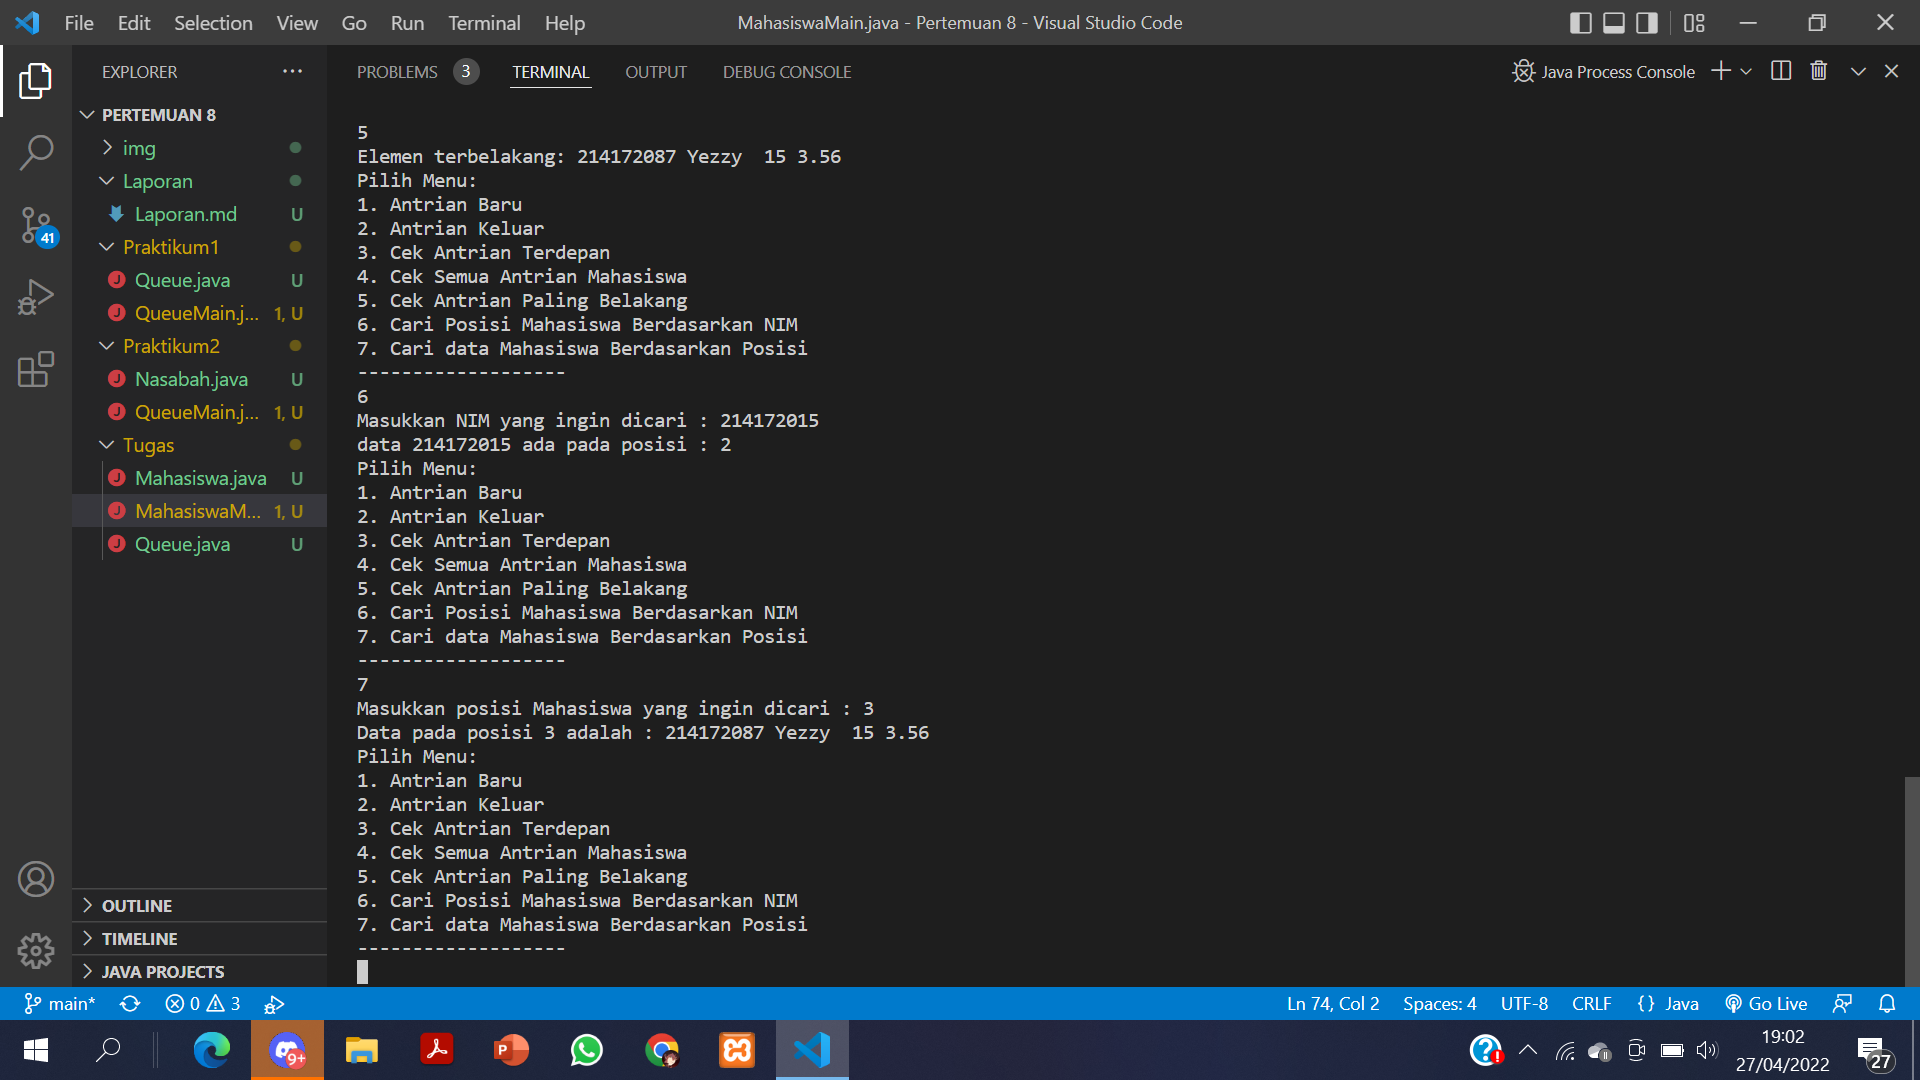 File Edit Selection View Go Run Terminal Help MahasiswaMain.java - Pertemuan 8 - Visual Studio Code
EXPLORER
PERTEMUAN 8
img
Laporan
Laporan.md U
Praktikum1
Queue.java U
QueueMain.j... 1, U
Praktikum2
Nasabah.java U
QueueMain.j... 1, U
Tugas
Mahasiswa.java U
MahasiswaM... 1, U
Queue.java U
OUTLINE
TIMELINE
JAVA PROJECTS
41
PROBLEMS 3 TERMINAL OUTPUT DEBUG CONSOLE Java Process Console
5
Elemen terbelakang: 214172087 Yezzy  15 3.56
Pilih Menu:
1. Antrian Baru
2. Antrian Keluar
3. Cek Antrian Terdepan
4. Cek Semua Antrian Mahasiswa
5. Cek Antrian Paling Belakang
6. Cari Posisi Mahasiswa Berdasarkan NIM
7. Cari data Mahasiswa Berdasarkan Posisi
-------------------
6
Masukkan NIM yang ingin dicari : 214172015
data 214172015 ada pada posisi : 2
Pilih Menu:
1. Antrian Baru
2. Antrian Keluar
3. Cek Antrian Terdepan
4. Cek Semua Antrian Mahasiswa
5. Cek Antrian Paling Belakang
6. Cari Posisi Mahasiswa Berdasarkan NIM
7. Cari data Mahasiswa Berdasarkan Posisi
-------------------
7
Masukkan posisi Mahasiswa yang ingin dicari : 3
Data pada posisi 3 adalah : 214172087 Yezzy  15 3.56
Pilih Menu:
1. Antrian Baru
2. Antrian Keluar
3. Cek Antrian Terdepan
4. Cek Semua Antrian Mahasiswa
5. Cek Antrian Paling Belakang
6. Cari Posisi Mahasiswa Berdasarkan NIM
7. Cari data Mahasiswa Berdasarkan Posisi
-------------------
main* 0 3 Ln 74, Col 2 Spaces: 4 UTF-8 CRLF {} Java Go Live
9+
19:02
27/04/2022
27